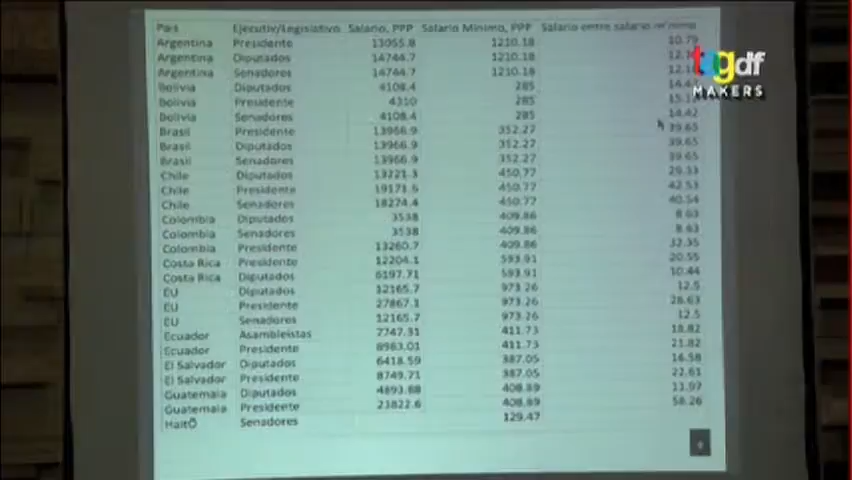 País Ejecutiv/Legislativo Salario, PPP Salario Mínimo, PPP Salario entre salario
Argentina Presidente 13055.8 1210.18 10.79
Argentina Diputados 14744.7 1210.18
Argentina Senadores 14744.7 1210.18
Bolivia Diputados 4108.4 285
Bolivia Presidente 4310 285
Bolivia Senadores 4108.4 285 14.42
Brasil Presidente 13966.9 352.27 39.65
Brasil Diputados 13966.9 352.27 39.65
Brasil Senadores 13966.9 352.27 39.65
Chile Diputados 13221.3 450.77 29.33
Chile Presidente 19171.6 450.77 42.53
Chile Senadores 18274.4 450.77 40.54
Colombia Diputados 3538 409.86 8.63
Colombia Senadores 3538 409.86 8.63
Colombia Presidente 13260.7 409.86 32.35
Costa Rica Presidente 12204.1 593.91 20.55
Costa Rica Diputados 6197.71 593.91 10.44
EU Diputados 12165.7 973.26 12.5
EU Presidente 27867.1 973.26 28.63
EU Senadores 12165.7 973.26 12.5
Ecuador Asambleistas 7747.31 411.73 18.82
Ecuador Presidente 8983.01 411.73 21.82
El Salvador Diputados 6418.59 387.05 16.58
El Salvador Presidente 8749.71 387.05 22.61
Guatemala Diputados 4893.88 408.89 11.97
Guatemala Presidente 23822.6 408.89 58.26
HaitÕ Senadores 129.47
tagdf
MAKERS